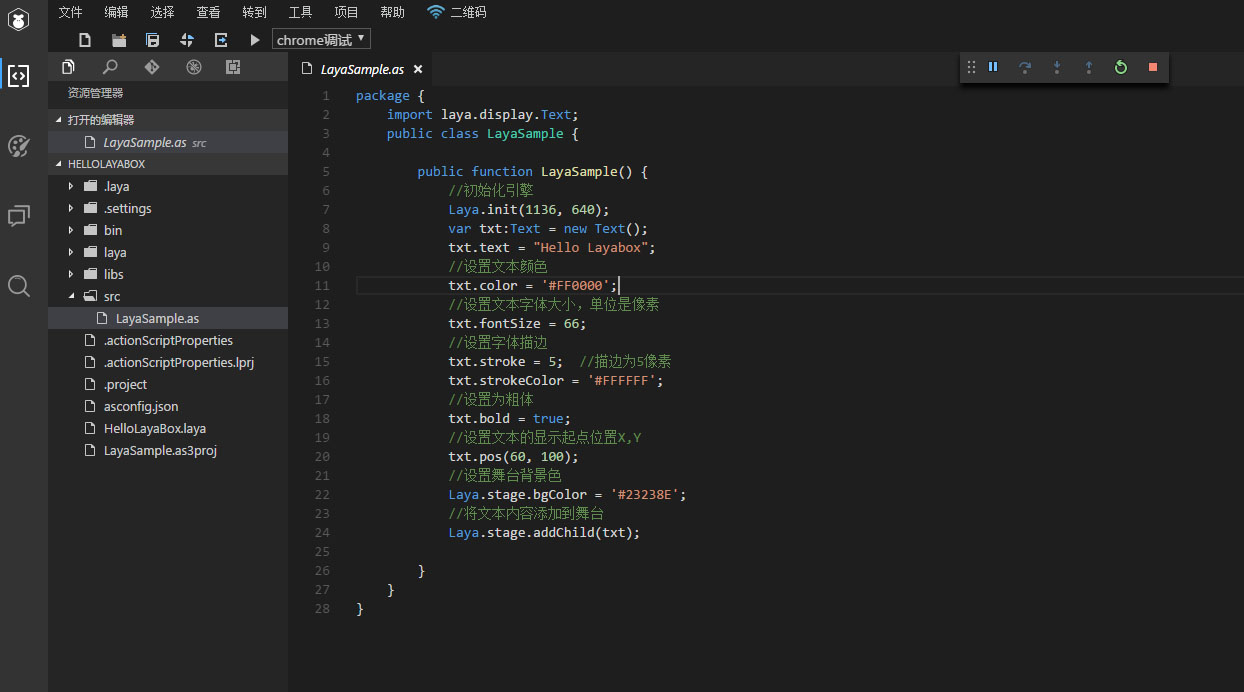 文件 编辑 选择 查看 转到 工具 项目 帮助 二维码
chrome调试
资源管理器
打开的编辑器
LayaSample.as src
HELLOLAYABOX
.laya
.settings
bin
laya
libs
src
LayaSample.as
.actionScriptProperties
.actionScriptProperties.lprj
.project
asconfig.json
HelloLayaBox.laya
LayaSample.as3proj
LayaSample.as
1 package {
2 import laya.display.Text;
3 public class LayaSample {
4
5 public function LayaSample() {
6 //初始化引擎
7 Laya.init(1136, 640);
8 var txt:Text = new Text();
9 txt.text = "Hello Layabox";
10 //设置文本颜色
11 txt.color = '#FF0000';
12 //设置文本字体大小，单位是像素
13 txt.fontSize = 66;
14 //设置字体描边
15 txt.stroke = 5; //描边为5像素
16 txt.strokeColor = '#FFFFFF';
17 //设置为粗体
18 txt.bold = true;
19 //设置文本的显示起点位置X,Y
20 txt.pos(60, 100);
21 //设置舞台背景色
22 Laya.stage.bgColor = '#23238E';
23 //将文本内容添加到舞台
24 Laya.stage.addChild(txt);
25
26 }
27 }
28 }